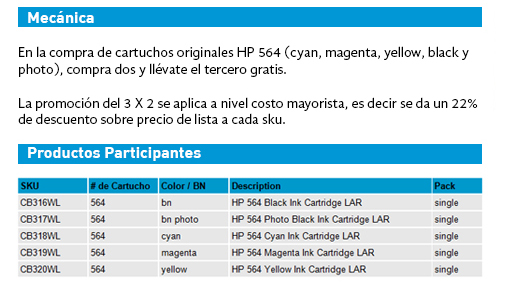 Mecánica
En la compra de cartuchos originales HP 564 (cyan, magenta, yellow, black y
photo), compra dos y llévate el tercero gratis.
La promoción del 3 X 2 se aplica a nivel costo mayorista, es decir se da un 22%
de descuento sobre precio de lista a cada sku.
Productos Participantes
SKU # de Cartucho Color / BN Description Pack
CB316WL 564 bn HP 564 Black Ink Cartridge LAR single
CB317WL 564 bn photo HP 564 Photo Black Ink Cartridge LAR single
CB318WL 564 cyan HP 564 Cyan Ink Cartridge LAR single
CB319WL 564 magenta HP 564 Magenta Ink Cartridge LAR single
CB320WL 564 yellow HP 564 Yellow Ink Cartridge LAR single